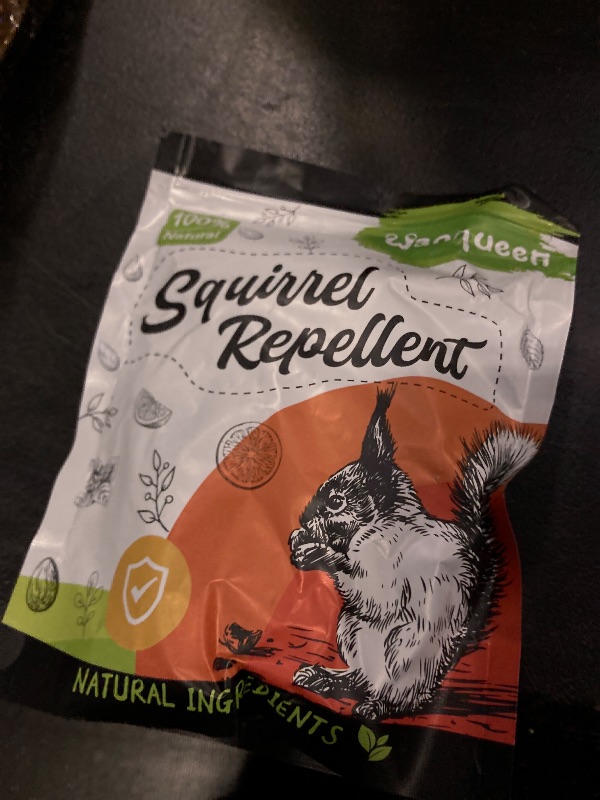 100%
Natural
Squirrel
Repellent
NATURAL INGREDIENTS